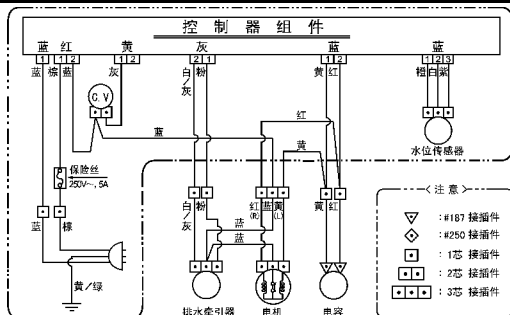 控制器组件
蓝 红 黄 灰 蓝 蓝
1 1 2 1 2 2 1 1 2 1 2 3
蓝 棕 蓝 灰 白/灰 粉 黄 红 橙 白 紫
C.V
红
蓝
黄
水位传感器
保险丝
250V~,5A
<注意>
白/灰 粉 红(R) 蓝 黄(L) 黄 红
:#187 接插件
蓝 棕
蓝
:#250 接插件
蓝
:1芯 接插件
:2芯 接插件
黄/绿
:3芯 接插件
排水牵引器 电机 电容